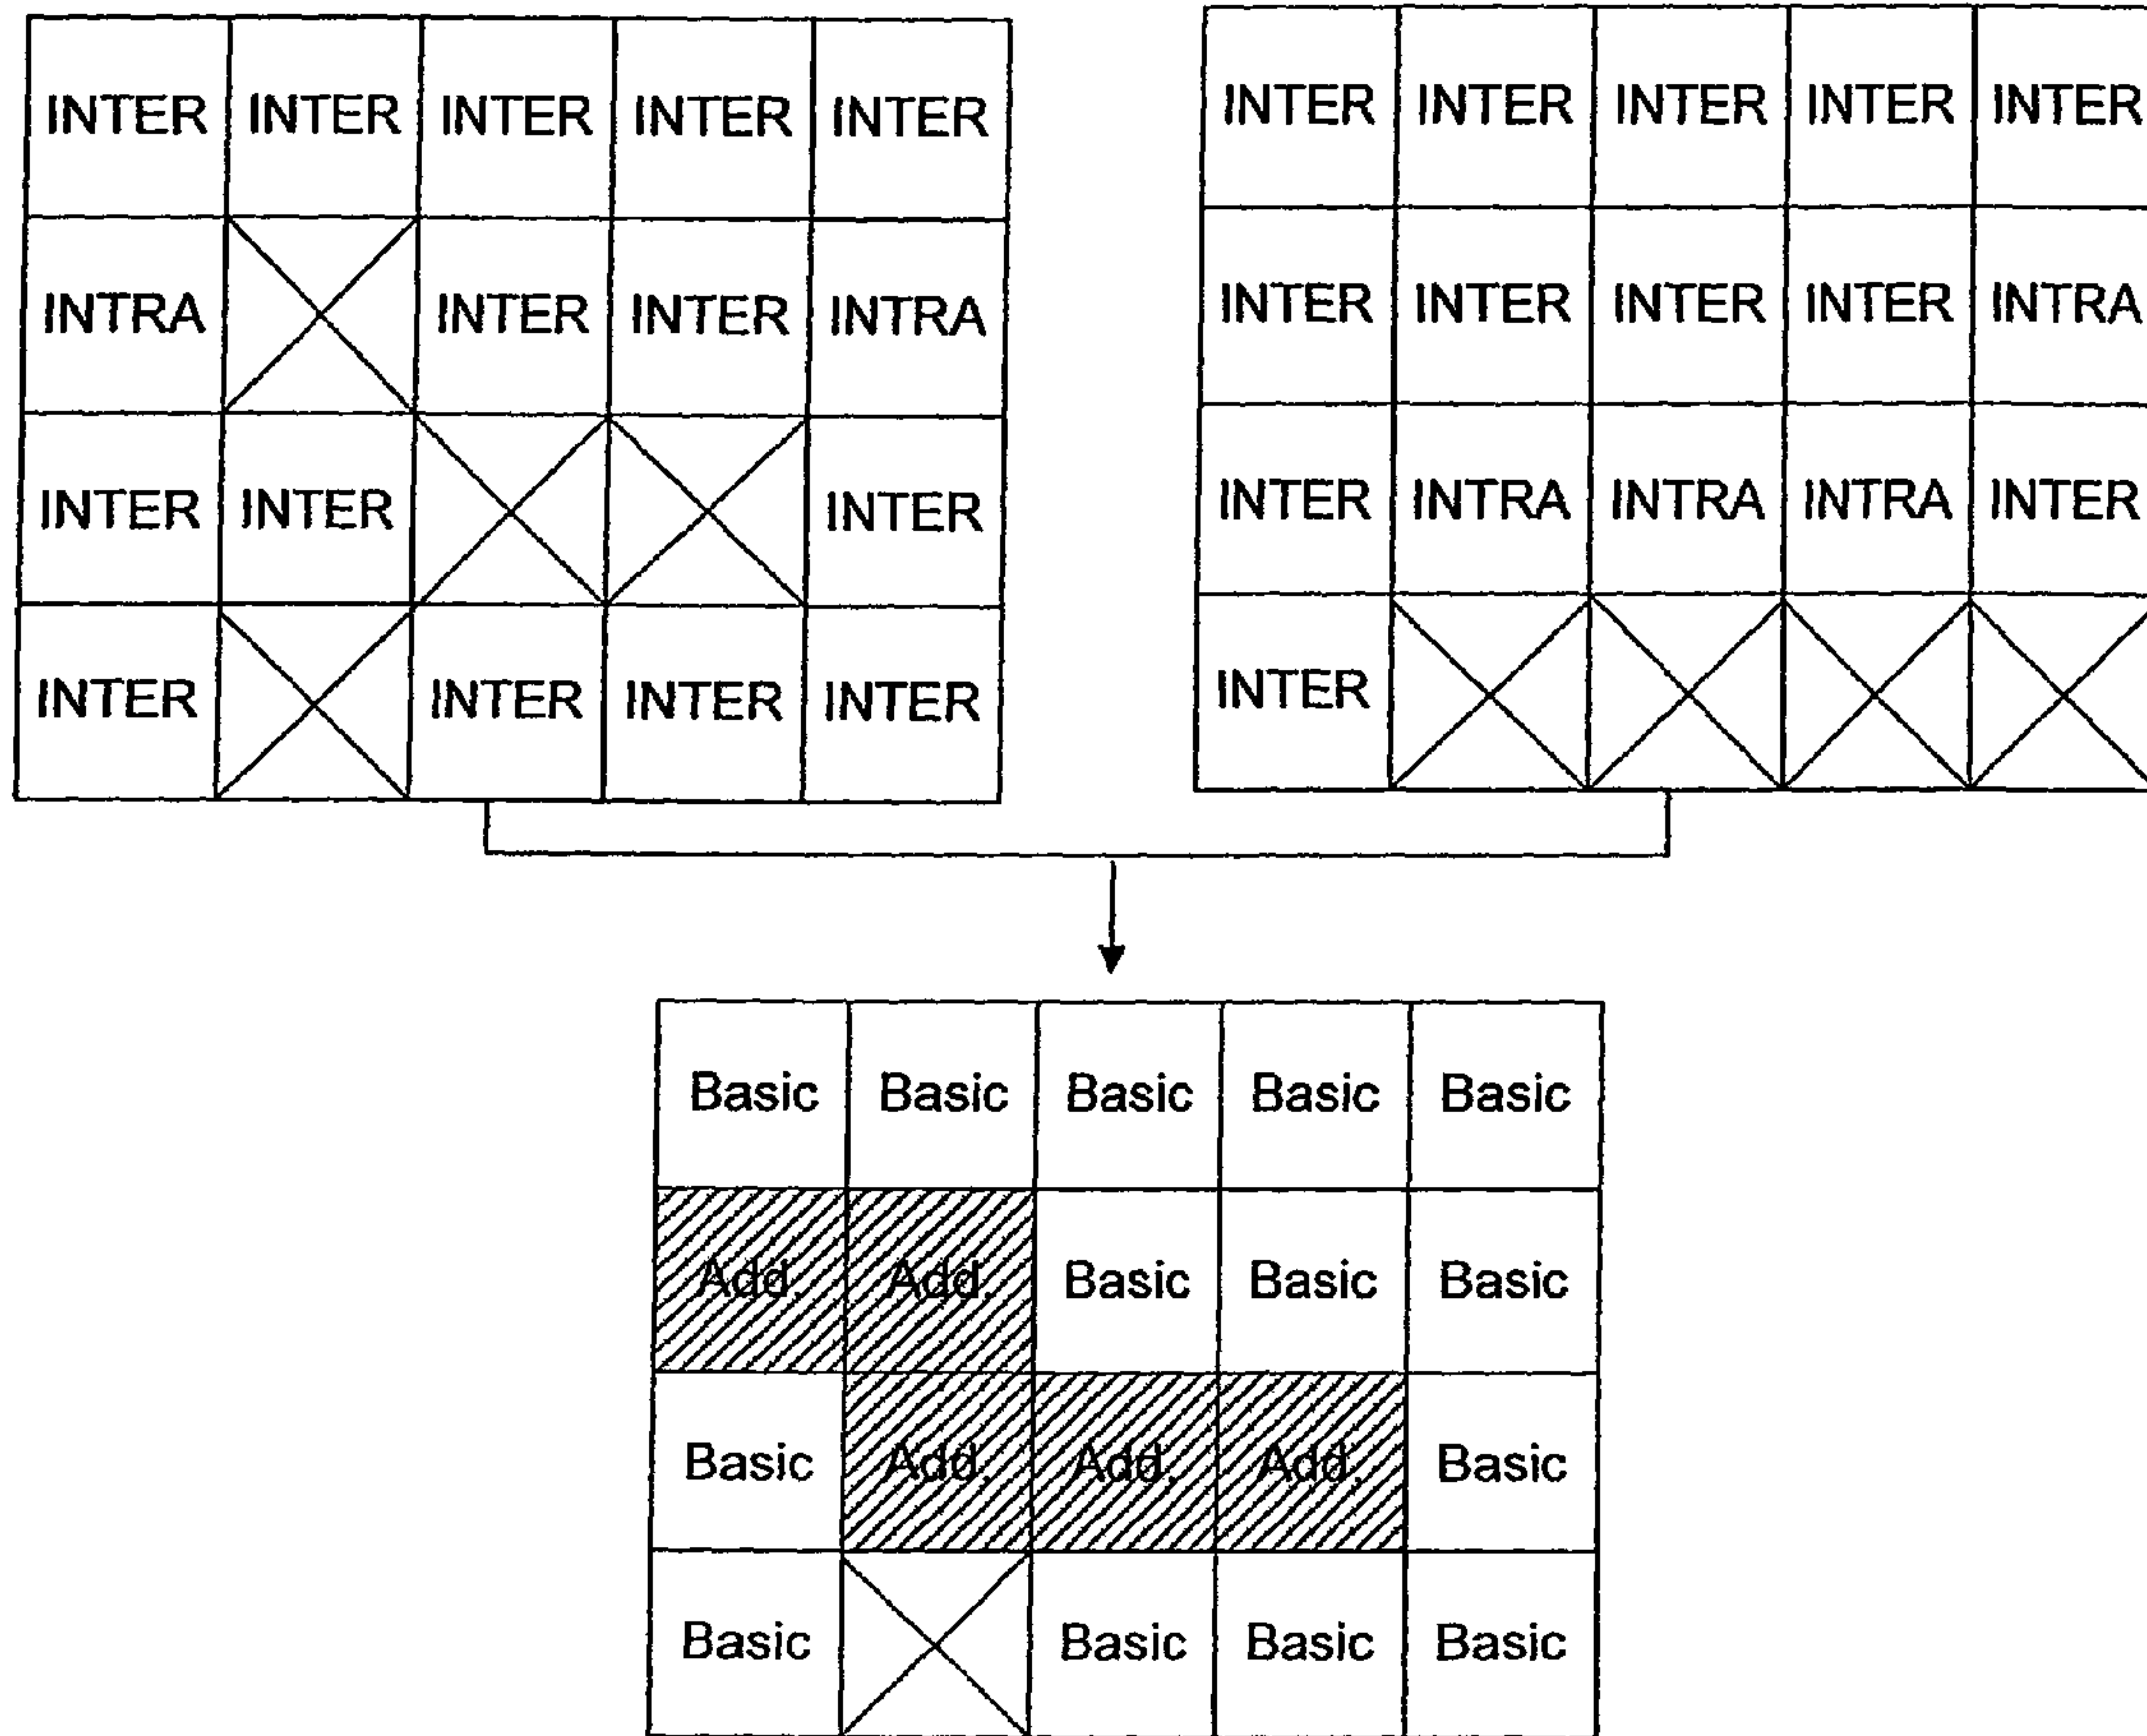 INTER INTER INTER INTER INTER
INTRA INTER INTER INTRA
INTER INTER INTER
INTER INTER INTER INTER
INTER INTER INTER INTER INTER
INTER INTER INTER INTER INTRA
INTER INTRA INTRA INTRA INTER
INTER
Basic Basic Basic Basic Basic
Add. Add. Basic Basic Basic
Basic Add. Add. Add. Basic
Basic Basic Basic Basic